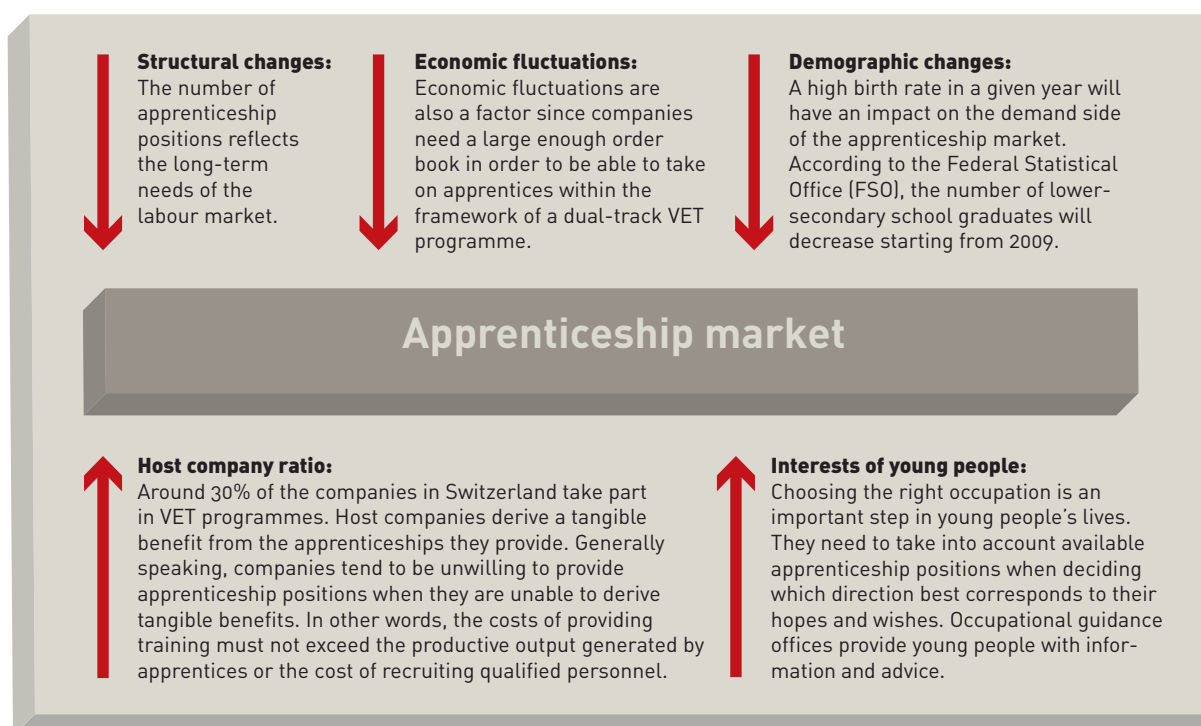 Structural changes:
The number of
apprenticeship
positions reflects
the long-term
needs of the
labour market.
Economic fluctuations:
Economic fluctuations are
also a factor since companies
need a large enough order
book in order to be able to take
on apprentices within the
framework of a dual-track VET
programme.
Demographic changes:
A high birth rate in a given year will
have an impact on the demand side
of the apprenticeship market.
According to the Federal Statistical
Office (FSO), the number of lower-
secondary school graduates will
decrease starting from 2009.
Apprenticeship market
Host company ratio:
Around 30% of the companies in Switzerland take part
in VET programmes. Host companies derive a tangible
benefit from the apprenticeships they provide. Generally
speaking, companies tend to be unwilling to provide
apprenticeship positions when they are unable to derive
tangible benefits. In other words, the costs of providing
training must not exceed the productive output generated by
apprentices or the cost of recruiting qualified personnel.
Interests of young people:
Choosing the right occupation is an
important step in young people’s lives.
They need to take into account available
apprenticeship positions when deciding
which direction best corresponds to their
hopes and wishes. Occupational guidance
offices provide young people with infor-
mation and advice.